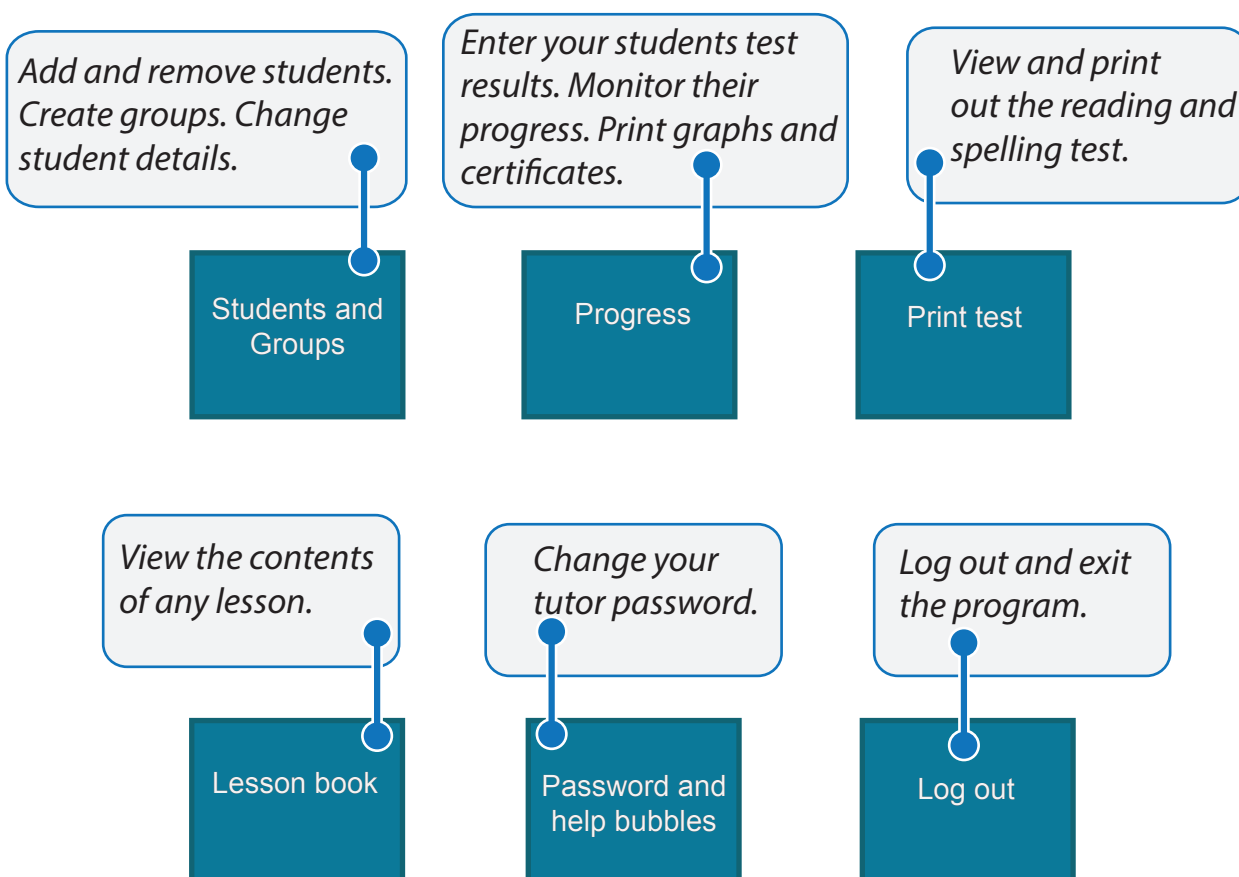 Add and remove students.
Create groups. Change
student details.
Enter your students test
results. Monitor their
progress. Print graphs and
certificates.
View and print
out the reading and
spelling test.
Students and
Groups
Progress
Print test
View the contents
of any lesson.
Change your
tutor password.
Log out and exit
the program.
Lesson book
Password and
help bubbles
Log out